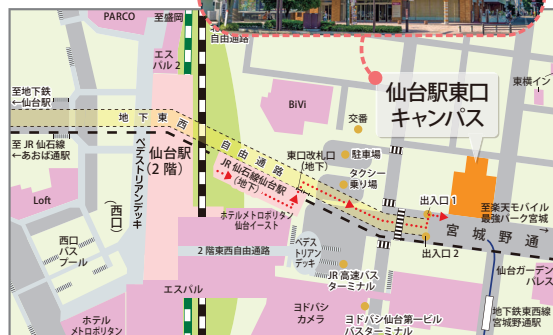 PARCO
至盛岡
エス
パル 2
自由通路
BiVi
交番
東横イン
仙台駅東口
キャンパス
至地下鉄
←仙台駅
地下東西
自由通路
至 JR 仙石線
←あおば通駅
ペデストリアンデッキ
(西口)
仙台駅
(2 階)
JR 仙石線仙台駅
(地下)
東口改札口
(地下)
駐車場
タクシー
乗り場
出入口 1
至楽天モバイル
最強パーク宮城
Loft
ホテルメトロポリタン
仙台イースト
宮城野通
出入口 2
西口
バス
プール
2 階東西自由通路
ペデス
トリアン
デッキ
JR 高速バス
ターミナル
仙台ガーデン
パレス
エスパル
ヨドバシ
カメラ
ヨドバシ仙台第一ビル
バスターミナル
地下鉄東西線
宮城野通駅
ホテル
メトロポリタン